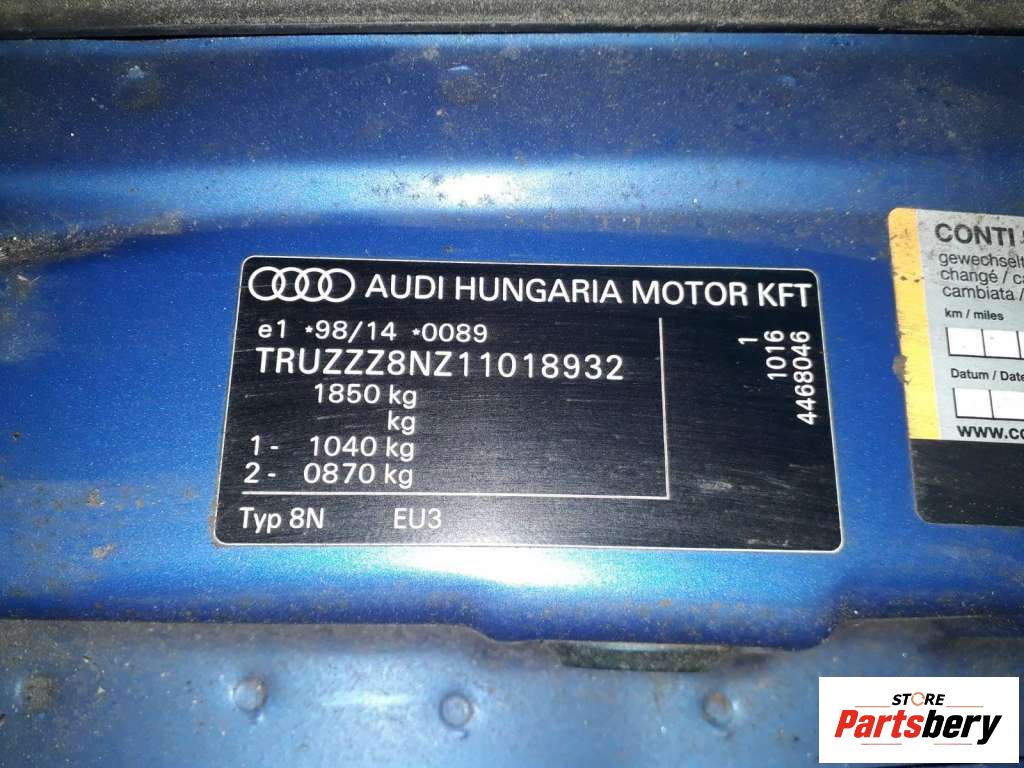 AUDI HUNGARIA MOTOR KFT
e1 *98/14 *0089
TRUZZZ8NZ11018932
1850 kg
kg
1- 1040 kg
2- 0870 kg
Typ 8N EU3
1
1016
4468046
CONTI
gewechselt
changé / 
cambiata /
km / miles
Datum / Date
www.
STORE
Partsbery